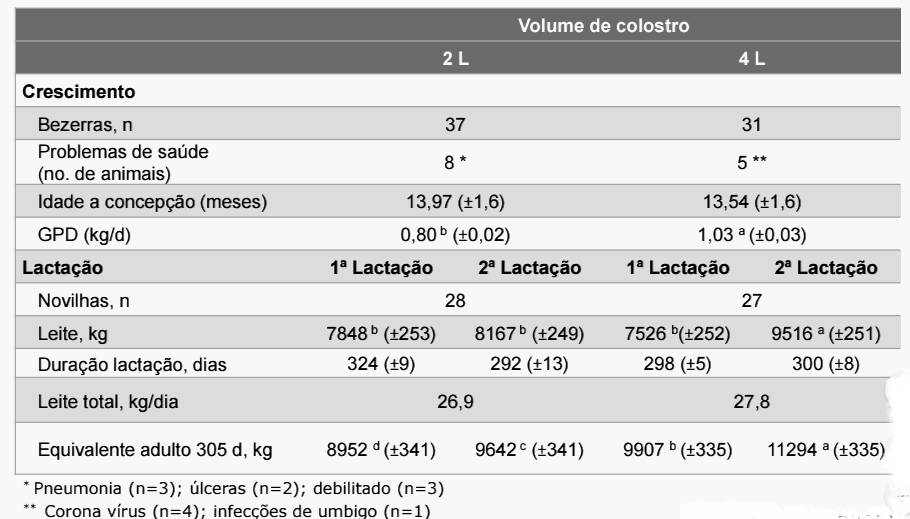 Volume de colostro
2 L 4 L
Crescimento
Bezerras, n 37 31
Problemas de saúde
(no. de animais) 8 * 5 **
Idade a concepção (meses) 13,97 (±1,6) 13,54 (±1,6)
GPD (kg/d) 0,80 b (±0,02) 1,03 a (±0,03)
Lactação 1ª Lactação 2ª Lactação 1ª Lactação 2ª Lactação
Novilhas, n 28 27
Leite, kg 7848 b (±253) 8167 b (±249) 7526 b(±252) 9516 a (±251)
Duração lactação, dias 324 (±9) 292 (±13) 298 (±5) 300 (±8)
Leite total, kg/dia 26,9 27,8
Equivalente adulto 305 d, kg 8952 d (±341) 9642 c (±341) 9907 b (±335) 11294 a (±335)
* Pneumonia (n=3); úlceras (n=2); debilitado (n=3)
** Corona vírus (n=4); infecções de umbigo (n=1)